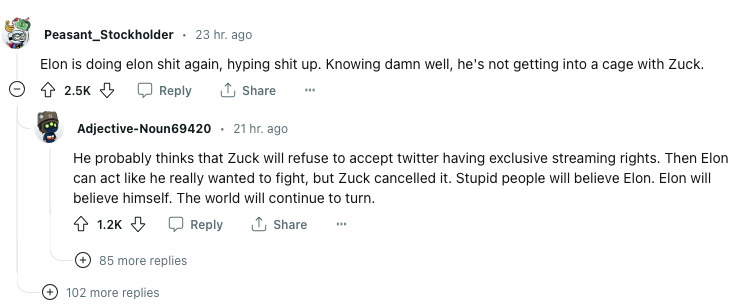 Peasant_Stockholder · 23 hr. ago
Elon is doing elon shit again, hyping shit up. Knowing damn well, he's not getting into a cage with Zuck.
2.5K Reply Share ···
Adjective-Noun69420 · 21 hr. ago
He probably thinks that Zuck will refuse to accept twitter having exclusive streaming rights. Then Elon
can act like he really wanted to fight, but Zuck cancelled it. Stupid people will believe Elon. Elon will
believe himself. The world will continue to turn.
1.2K Reply Share ···
85 more replies
102 more replies